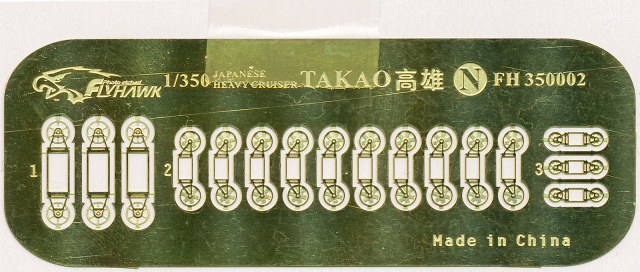 Photo etched
FLYHAWK
1/350 JAPANESE HEAVY CRUISER TAKAO 高雄 N FH 350002
1
2
3
Made in China